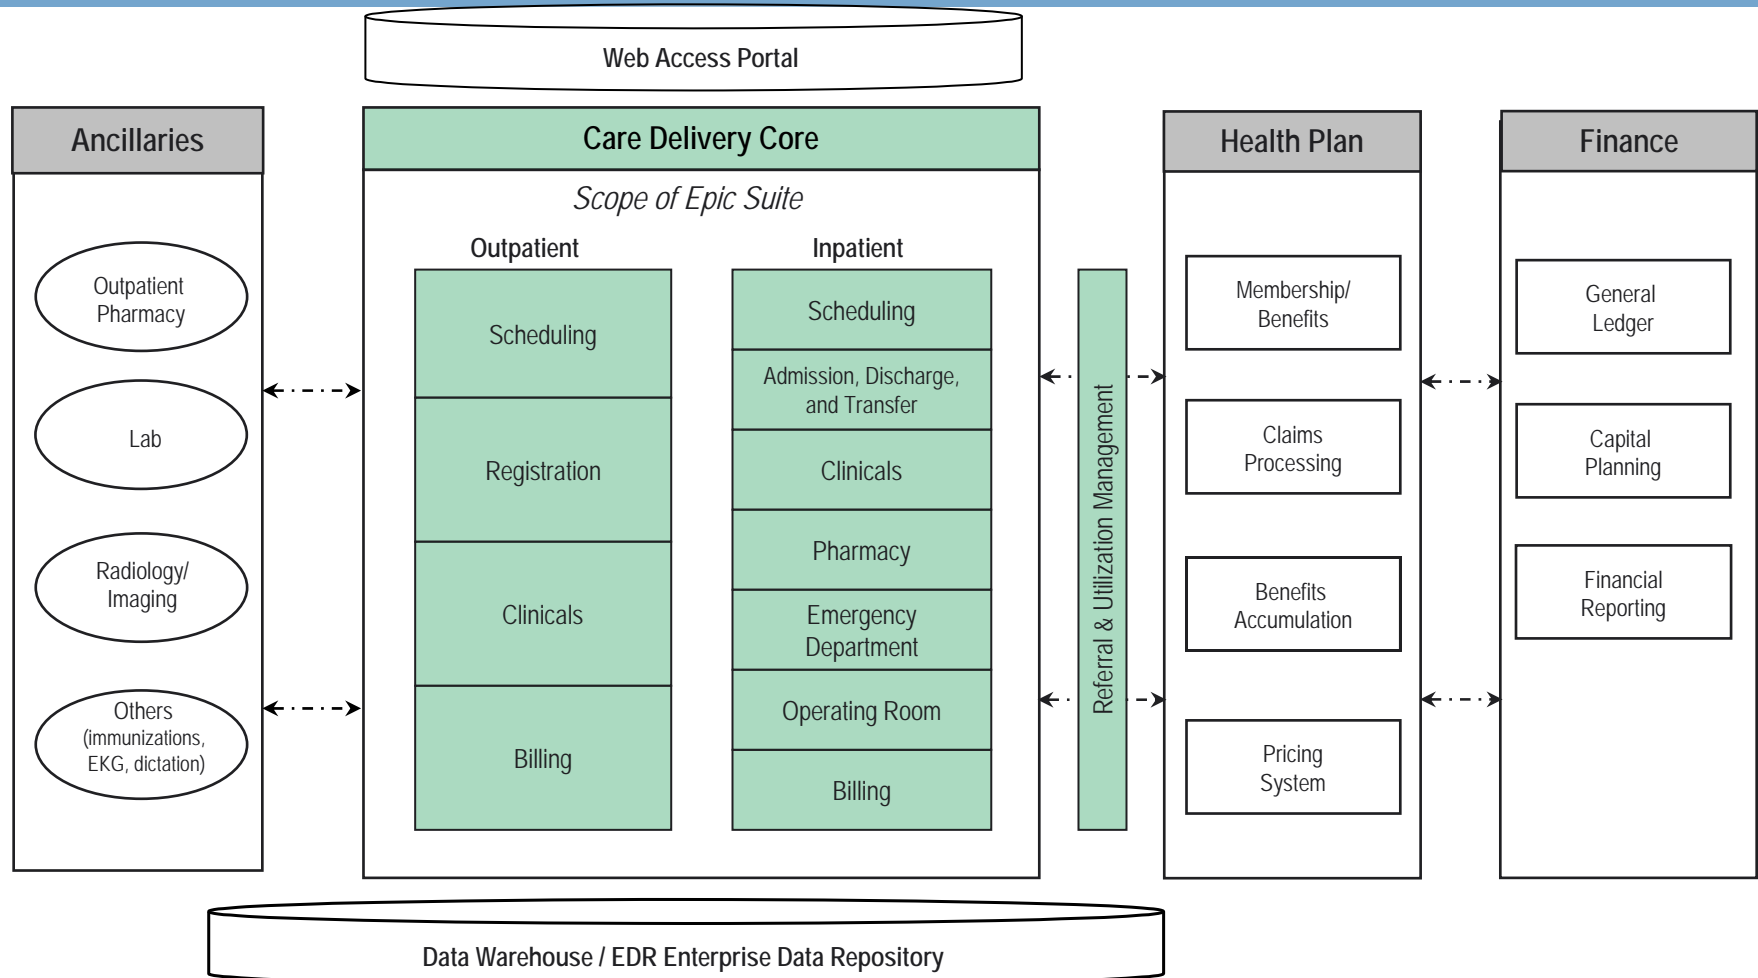 Web Access Portal
Ancillaries
Outpatient
Pharmacy
Lab
Radiology/
Imaging
Others
(immunizations,
EKG, dictation)
Care Delivery Core
Scope of Epic Suite
Outpatient
Scheduling
Registration
Clinicals
Billing
Inpatient
Scheduling
Admission, Discharge,
and Transfer
Clinicals
Pharmacy
Emergency
Department
Operating Room
Billing
Referral & Utilization Management
Health Plan
Membership/
Benefits
Claims
Processing
Benefits
Accumulation
Pricing
System
Finance
General
Ledger
Capital
Planning
Financial
Reporting
Data Warehouse / EDR Enterprise Data Repository